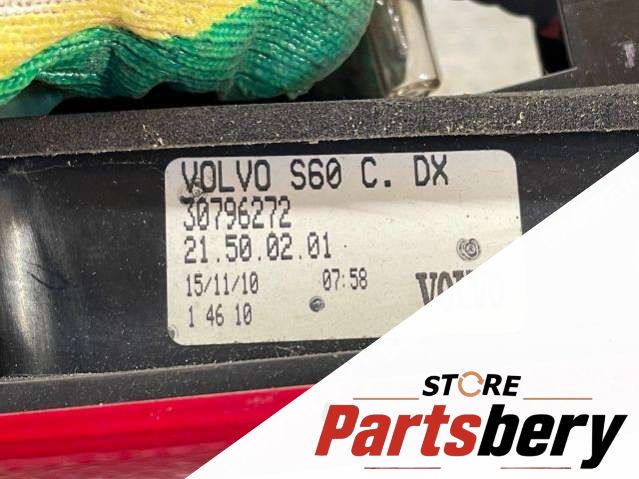 VOLVO S60 C. DX
30796272
21.50.02.01
15/11/10 07:58
1 46 10
VOLVO
STORE
Partsbery